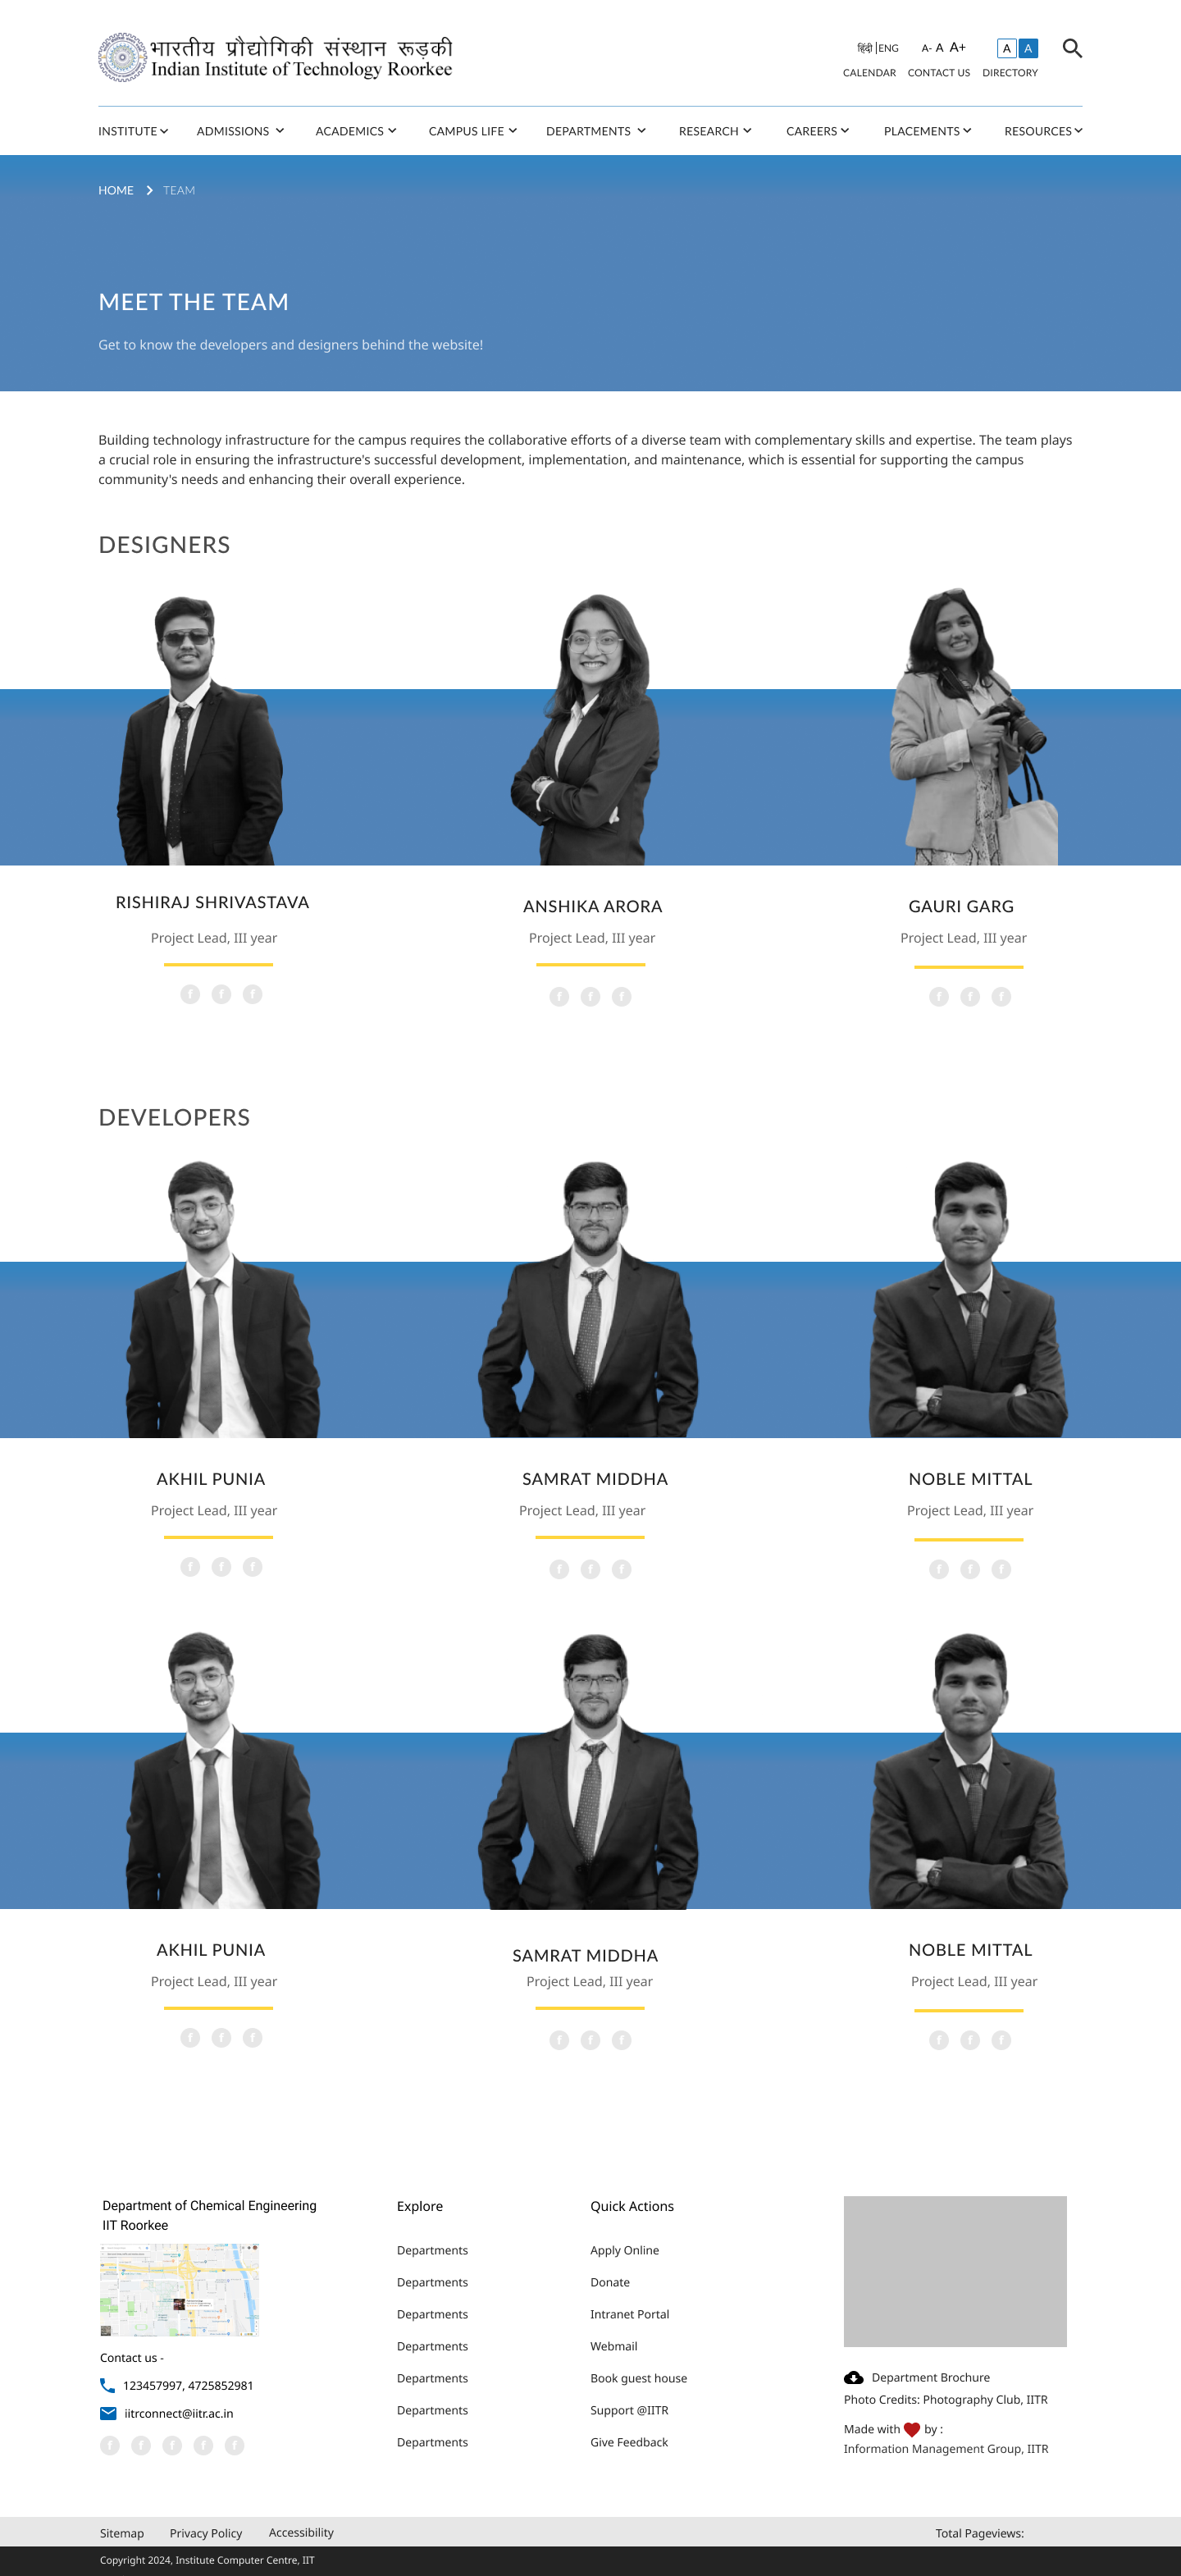 भारतीय प्रौद्योगिकी संस्थान रूड़की
Indian Institute of Technology Roorkee
हिंदी ENG A- A A+ A A
CALENDAR CONTACT US DIRECTORY
INSTITUTE ADMISSIONS ACADEMICS CAMPUS LIFE DEPARTMENTS RESEARCH CAREERS PLACEMENTS RESOURCES
HOME TEAM
MEET THE TEAM
Get to know the developers and designers behind the website!
Building technology infrastructure for the campus requires the collaborative efforts of a diverse team with complementary skills and expertise. The team plays
a crucial role in ensuring the infrastructure's successful development, implementation, and maintenance, which is essential for supporting the campus
community's needs and enhancing their overall experience.
DESIGNERS
RISHIRAJ SHRIVASTAVA
Project Lead, III year
f f f
ANSHIKA ARORA
Project Lead, III year
f f f
GAURI GARG
Project Lead, III year
f f f
DEVELOPERS
AKHIL PUNIA
Project Lead, III year
f f f
SAMRAT MIDDHA
Project Lead, III year
f f f
NOBLE MITTAL
Project Lead, III year
f f f
AKHIL PUNIA
Project Lead, III year
f f f
SAMRAT MIDDHA
Project Lead, III year
f f f
NOBLE MITTAL
Project Lead, III year
f f f
Department of Chemical Engineering
IIT Roorkee
Contact us -
123457997, 4725852981
iitrconnect@iitr.ac.in
f f f f f
Explore
Departments
Departments
Departments
Departments
Departments
Departments
Departments
Quick Actions
Apply Online
Donate
Intranet Portal
Webmail
Book guest house
Support @IITR
Give Feedback
Department Brochure
Photo Credits: Photography Club, IITR
Made with by :
Information Management Group, IITR
Sitemap Privacy Policy Accessibility Total Pageviews:
Copyright 2024, Institute Computer Centre, IIT